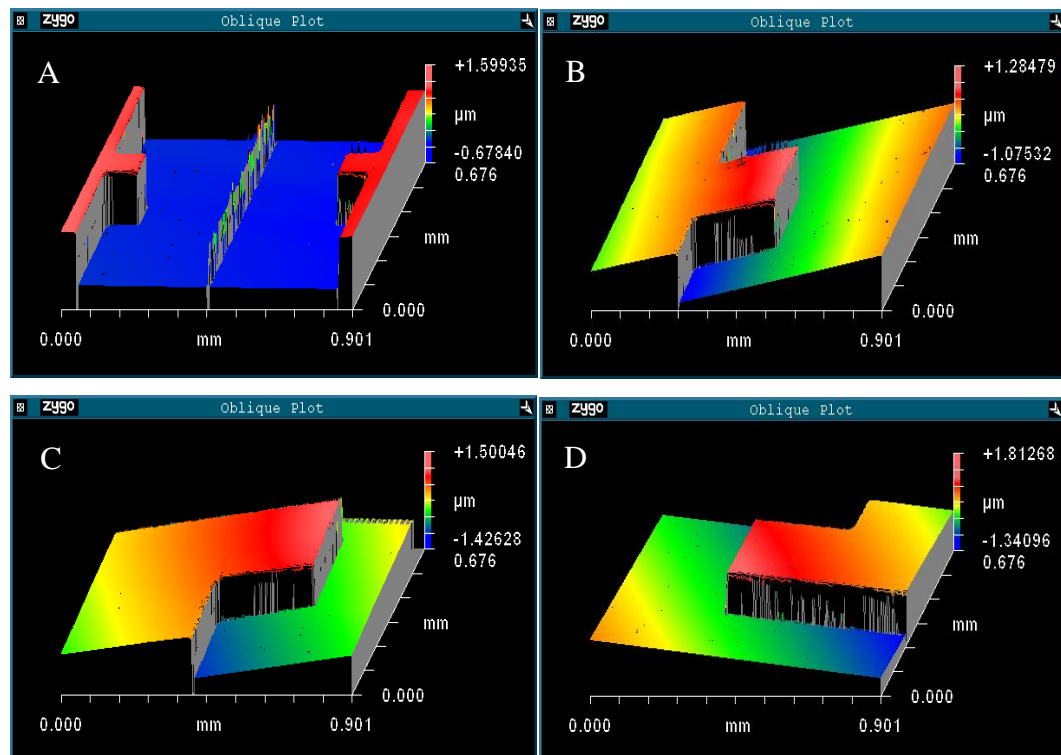 zygo Oblique Plot
A
+1.59935
µm
-0.67840
0.676
mm
0.000
0.000 mm 0.901
zygo Oblique Plot
B
+1.28479
µm
-1.07532
0.676
mm
0.000
0.000 mm 0.901
zygo Oblique Plot
C
+1.50046
µm
-1.42628
0.676
mm
0.000
0.000 mm 0.901
zygo Oblique Plot
D
+1.81268
µm
-1.34096
0.676
mm
0.000
0.000 mm 0.901